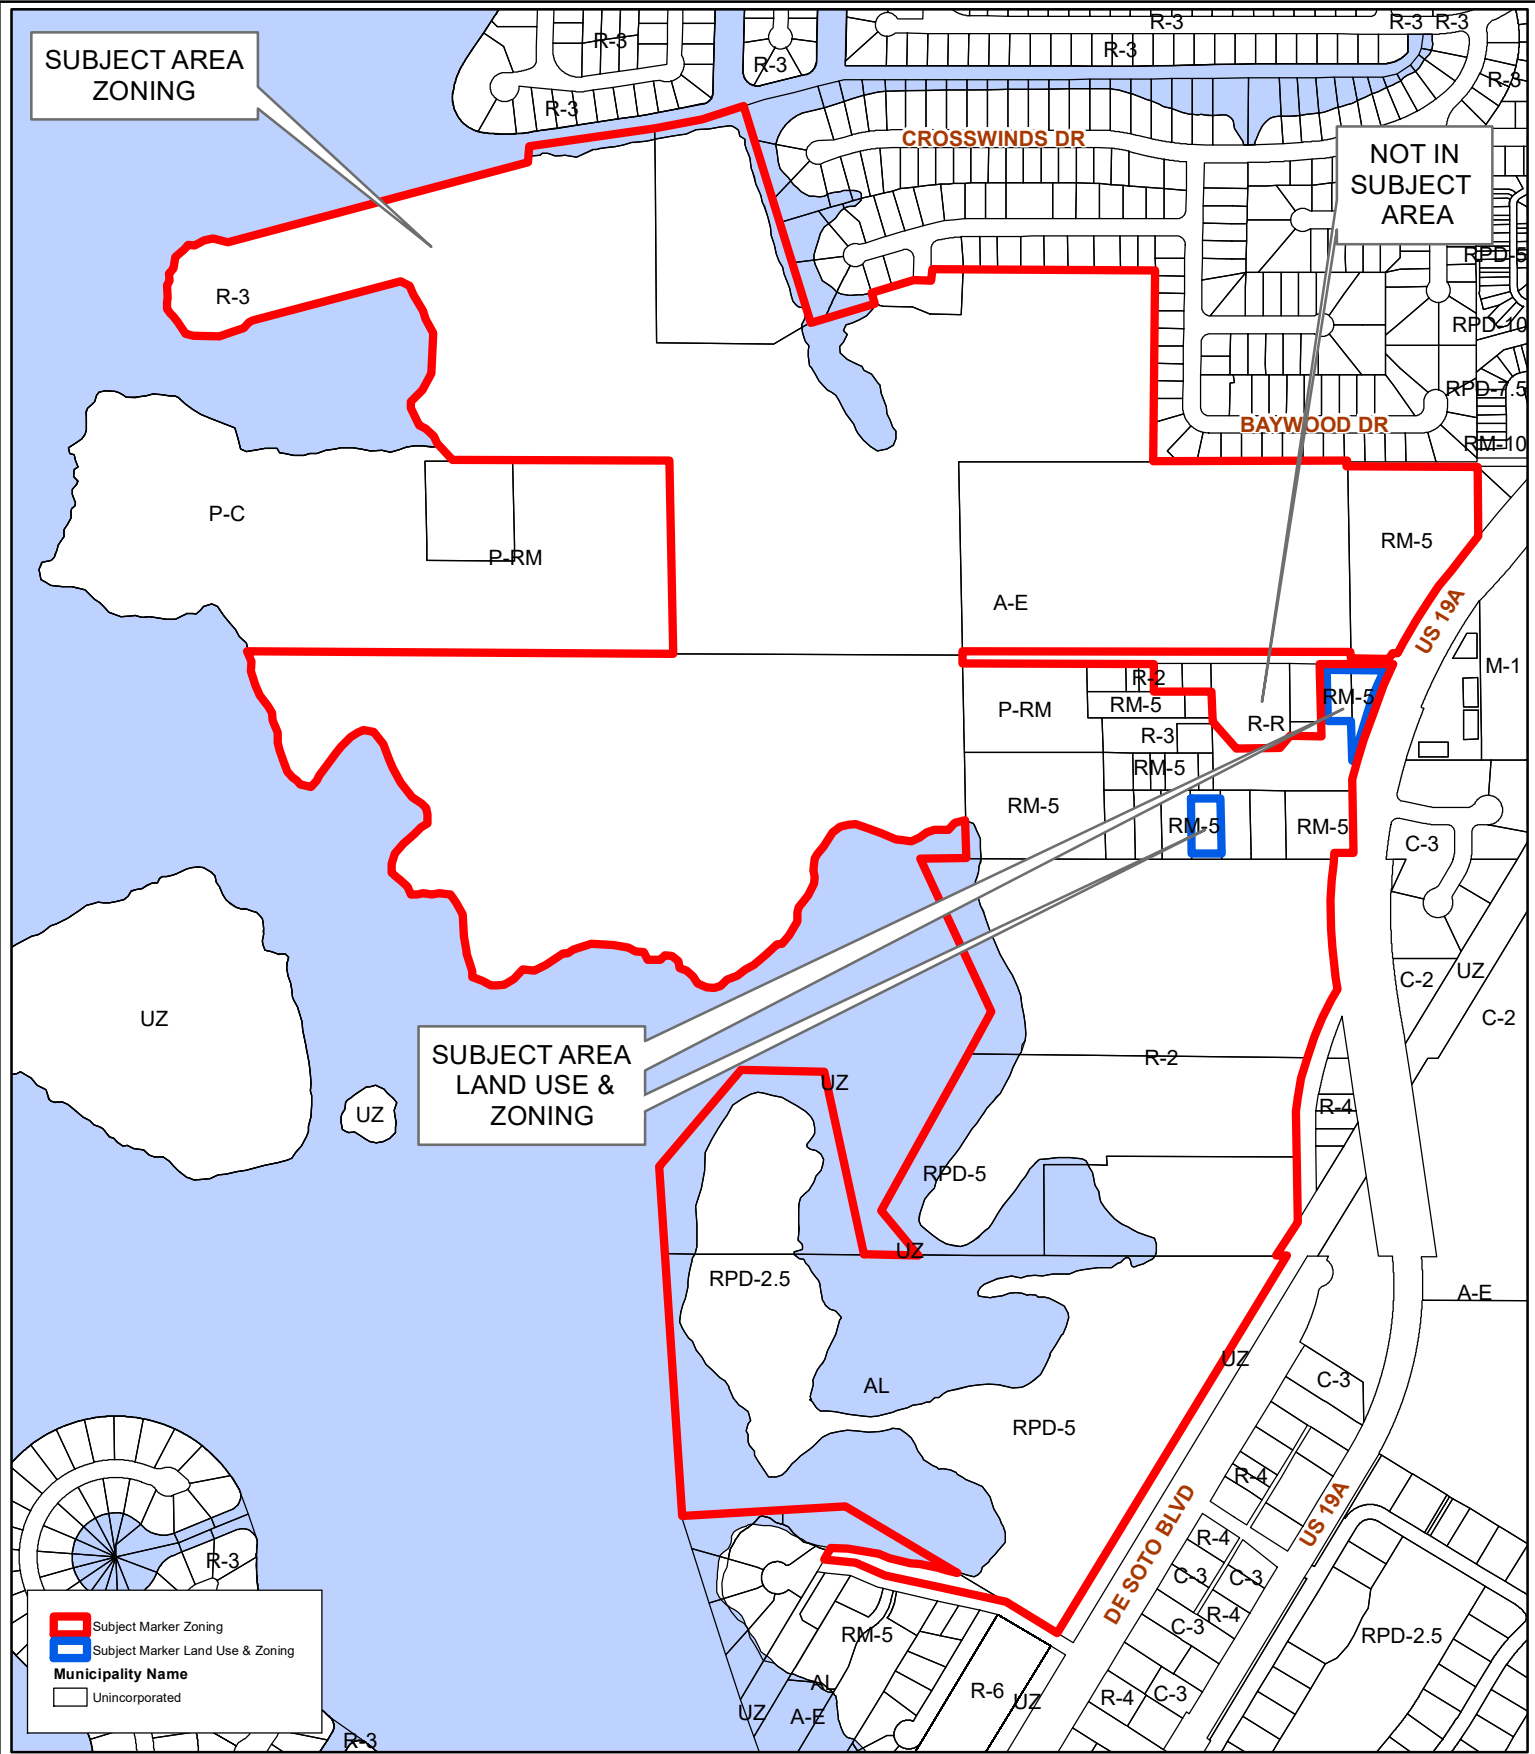 R-3
R-3
R-3
R-3
R-3
R-3
R-3
R-3
SUBJECT AREA
ZONING
CROSSWINDS DR
NOT IN
SUBJECT
AREA
RPD-5
R-3
RPD-10
RPD-7.5
BAYWOOD DR
RM-10
P-C
P-RM
RM-5
A-E
US 19A
M-1
R-2
RM-5
RM-5
P-RM
R-R
R-3
RM-5
RM-5
RM-5
RM-5
C-3
UZ
C-2
UZ
C-2
SUBJECT AREA
LAND USE &
ZONING
R-2
UZ
R-4
UZ
RPD-5
UZ
RPD-2.5
A-E
UZ
C-3
AL
RPD-5
R-4
DE SOTO BLVD
US 19A
R-4
R-3
C-3
C-3
R-4
C-3
RM-5
RPD-2.5
AL
R-6
UZ
R-4
C-3
UZ
A-E
R-3
Subject Marker Zoning
Subject Marker Land Use & Zoning
Municipality Name
Unincorporated